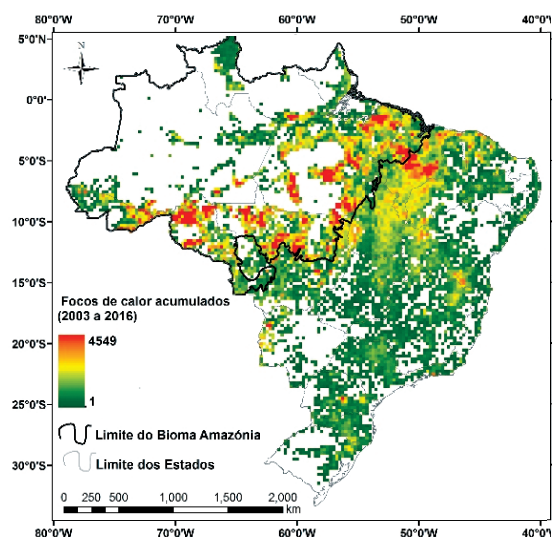 80°0'W 70°0'W 60°0'W 50°0'W 40°0'W
N
5°0'N
0°0'
5°0'S
10°0'S
15°0'S
20°0'S
25°0'S
30°0'S
Focos de calor acumulados
(2003 a 2016)
4549
1
Limite do Bioma Amazónia
Limite dos Estados
0 250 500 1,000 1,500 2,000
km
80°0'W 70°0'W 60°0'W 50°0'W 40°0'W